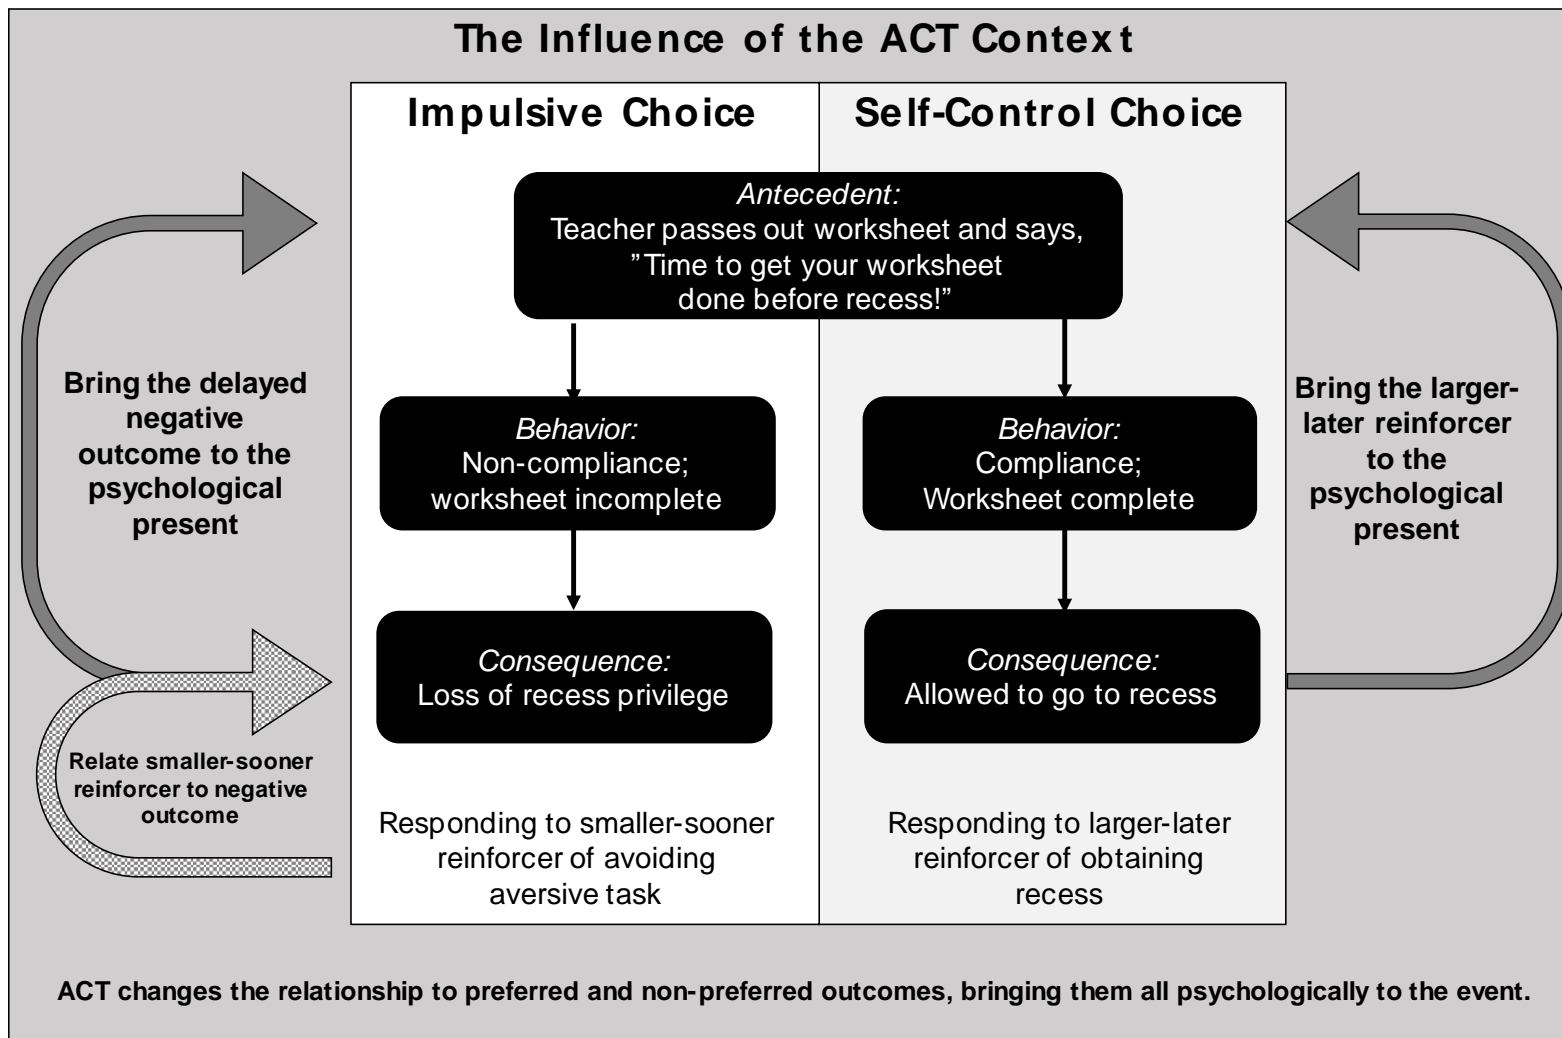 The Influence of the ACT Context
Impulsive Choice
Self-Control Choice
Antecedent:
Teacher passes out worksheet and says,
”Time to get your worksheet
done before recess!”
Bring the delayed
negative
outcome to the
psychological
present
Behavior:
Non-compliance;
worksheet incomplete
Behavior:
Compliance;
Worksheet complete
Bring the larger-
later reinforcer
to the
psychological
present
Consequence:
Loss of recess privilege
Consequence:
Allowed to go to recess
Relate smaller-sooner
reinforcer to negative
outcome
Responding to smaller-sooner
reinforcer of avoiding
aversive task
Responding to larger-later
reinforcer of obtaining
recess
ACT changes the relationship to preferred and non-preferred outcomes, bringing them all psychologically to the event.